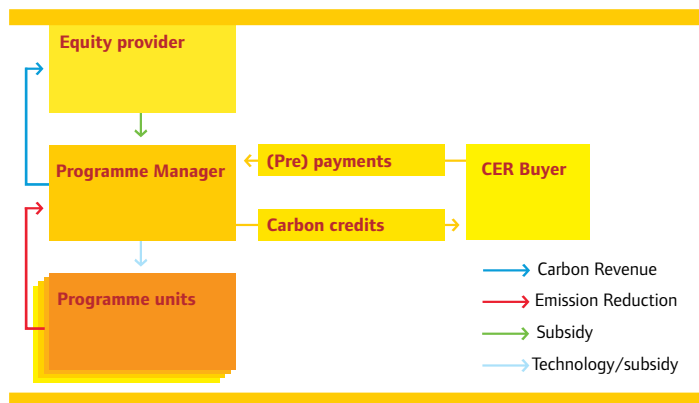 Equity provider
Programme Manager
(Pre) payments
CER Buyer
Carbon credits
Programme units
Carbon Revenue
Emission Reduction
Subsidy
Technology/subsidy